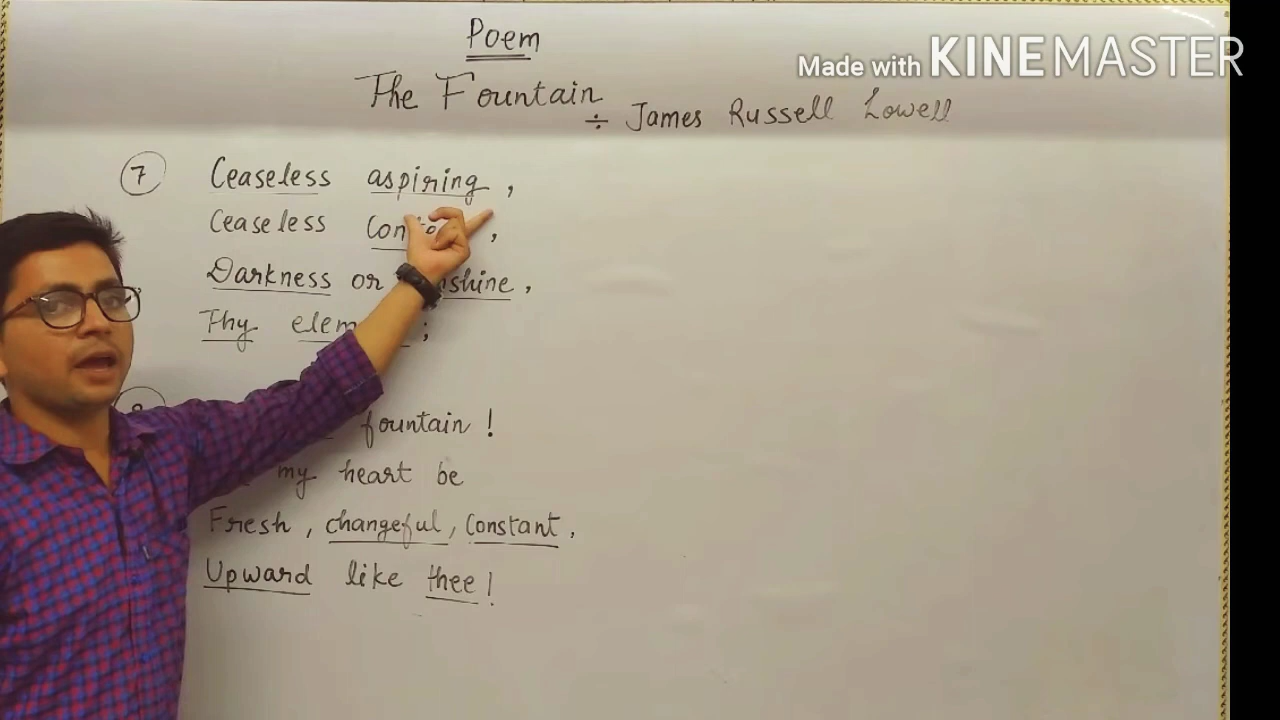 Poem
Made with KINEMASTER
The Fountain
÷ James Russell Lowell
7 Ceaseless aspiring,
Ceaseless ,
Darkness or ,
Thy ;
fountain!
my heart be
Fresh, changeful, Constant,
Upward like thee!